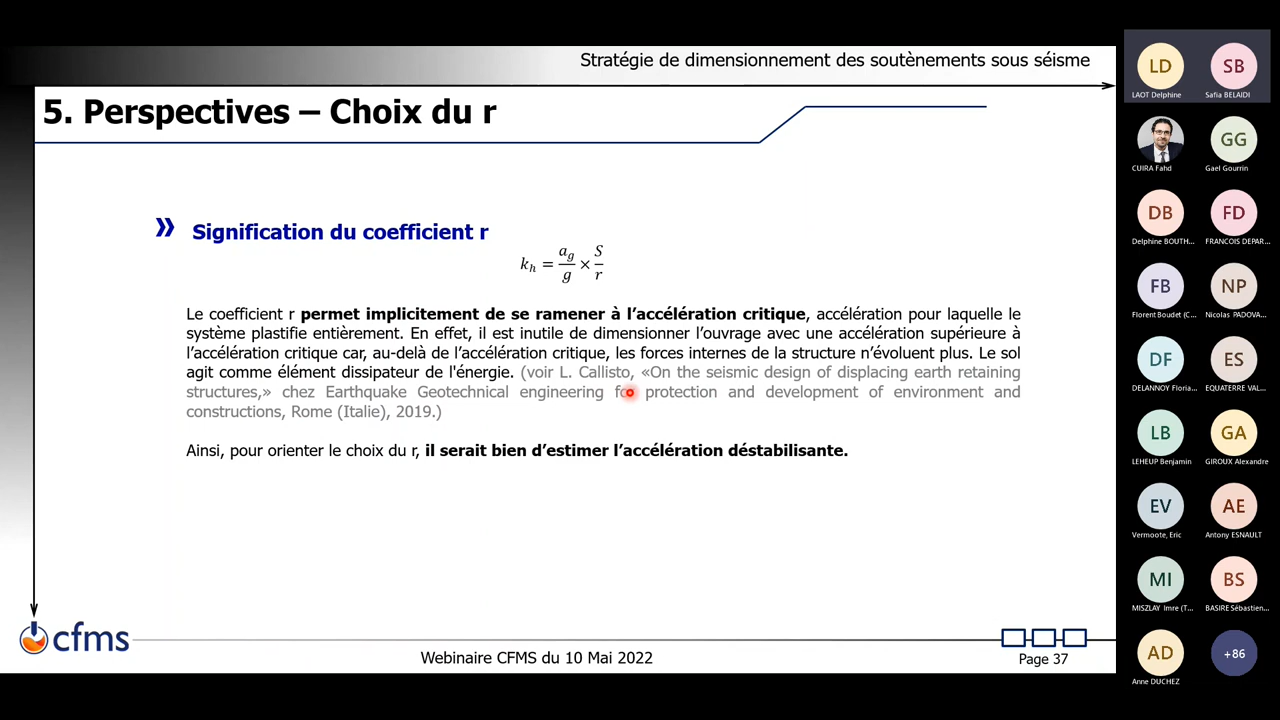 Stratégie de dimensionnement des soutènements sous séisme
5. Perspectives – Choix du r
» Signification du coefficient r
k_h = a_g/g × S/r
Le coefficient r permet implicitement de se ramener à l’accélération critique, accélération pour laquelle le
système plastifie entièrement. En effet, il est inutile de dimensionner l’ouvrage avec une accélération supérieure à
l’accélération critique car, au-delà de l’accélération critique, les forces internes de la structure n’évoluent plus. Le sol
agit comme élément dissipateur de l'énergie. (voir L. Callisto, «On the seismic design of displacing earth retaining
structures,» chez Earthquake Geotechnical engineering for protection and development of environment and
constructions, Rome (Italie), 2019.)
Ainsi, pour orienter le choix du r, il serait bien d’estimer l’accélération déstabilisante.
cfms
Webinaire CFMS du 10 Mai 2022
Page 37
LD
LAOT Delphine
SB
Safia BELAIDI
CUIRA Fahd
GG
Gael Gourrin
DB
Delphine BOUTH...
FD
FRANCOIS DEPAR...
FB
Florent Boudet (C...
NP
Nicolas PADOVA...
DF
DELANNOY Floria...
ES
EQUATERRE VAL...
LB
LEHEUP Benjamin
GA
GIROUX Alexandre
EV
Vermoote, Eric
AE
Antony ESNAULT
MI
MISZLAY Imre (T...
BS
BASIRE Sébastien...
AD
Anne DUCHEZ
+86